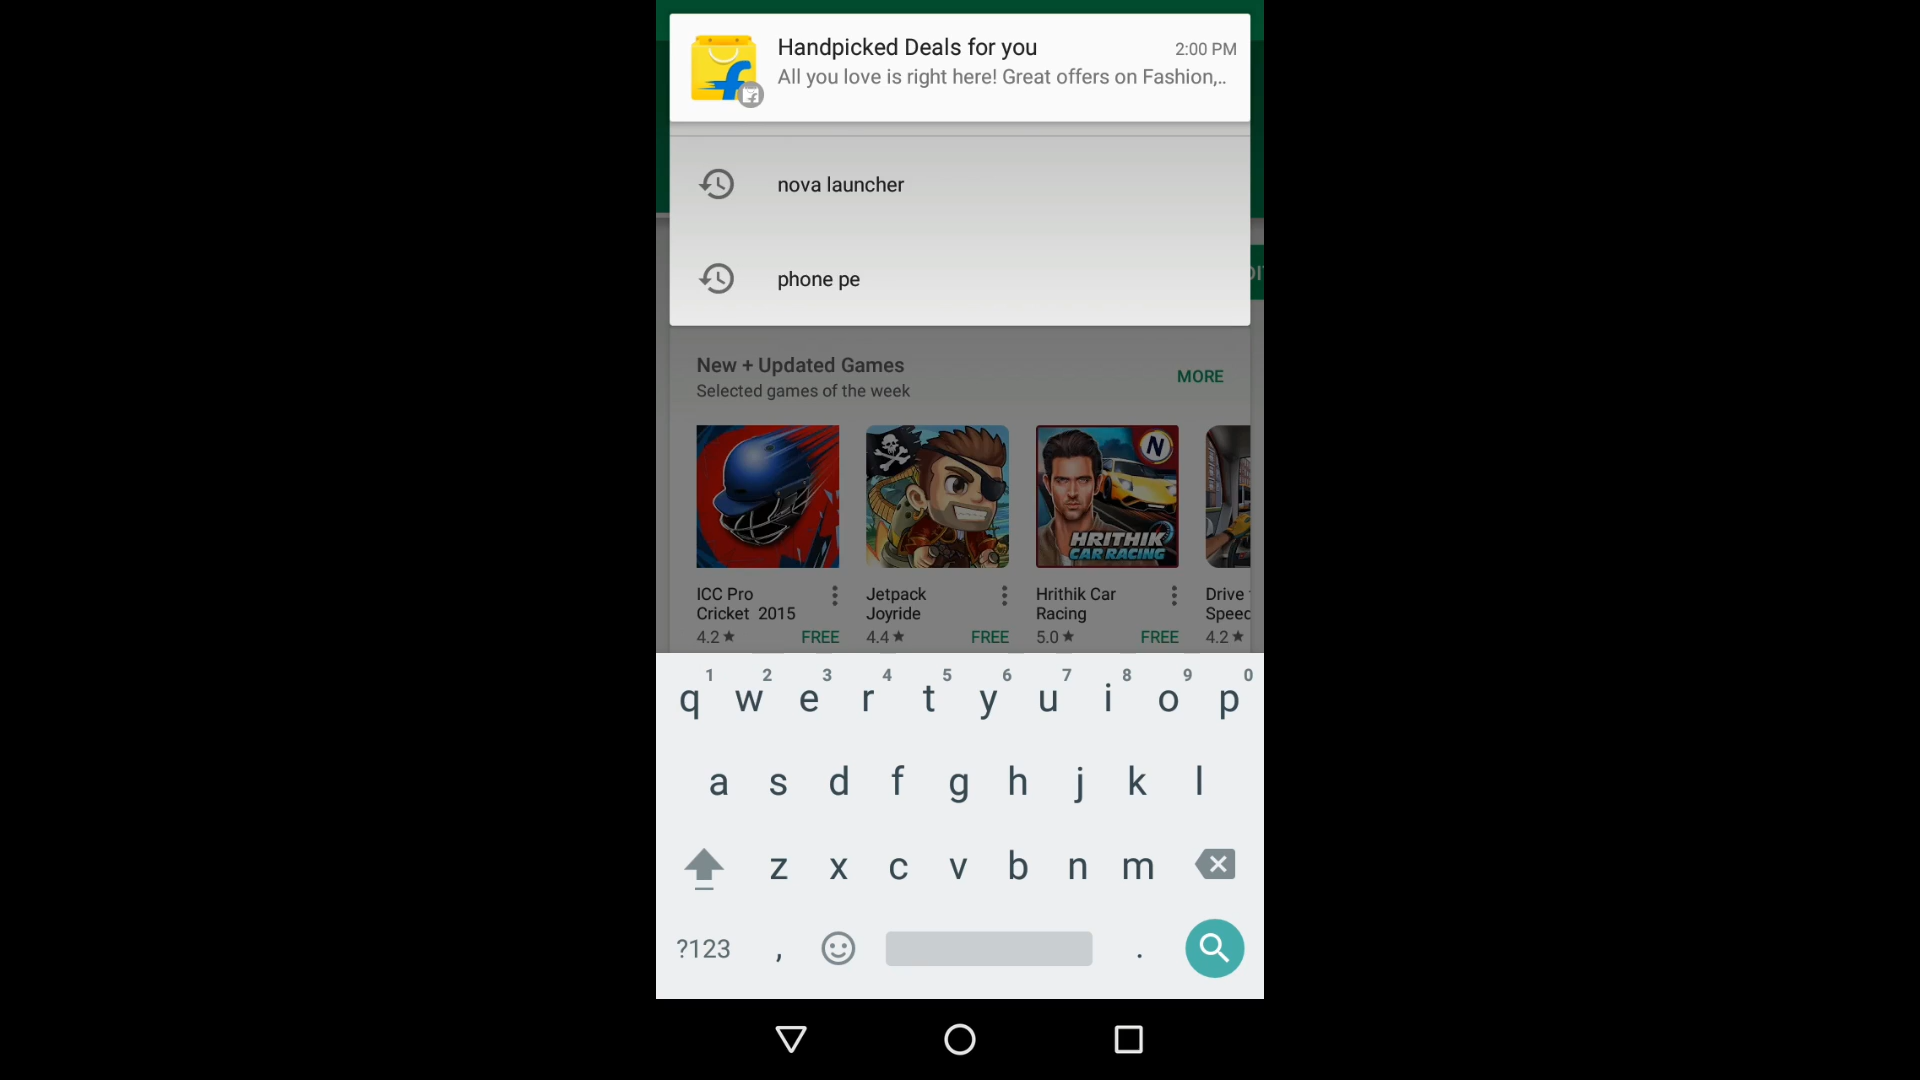 Handpicked Deals for you
2:00 PM
All you love is right here! Great offers on Fashion,..
nova launcher
phone pe
New + Updated Games
Selected games of the week
MORE
N
HRITHIK
CAR RACING
ICC Pro
Cricket 2015
4.2★ FREE
Jetpack
Joyride
4.4★ FREE
Hrithik Car
Racing
5.0★ FREE
Drive
Speed
4.2★
1 2 3 4 5 6 7 8 9 0
q w e r t y u i o p
a s d f g h j k l
z x c v b n m
?123 , .